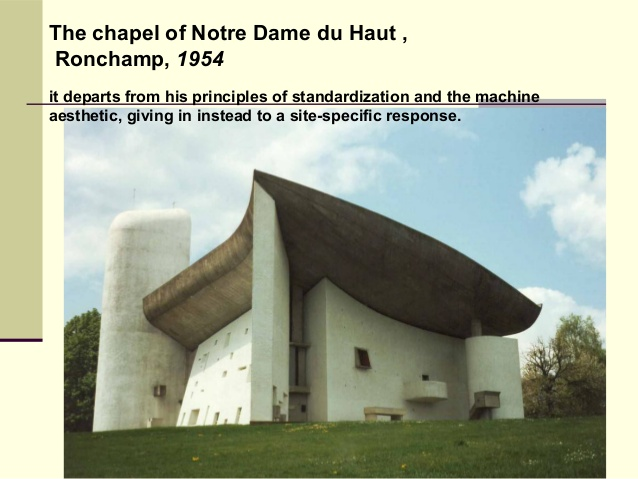 The chapel of Notre Dame du Haut ,
Ronchamp, 1954
it departs from his principles of standardization and the machine
aesthetic, giving in instead to a site-specific response.